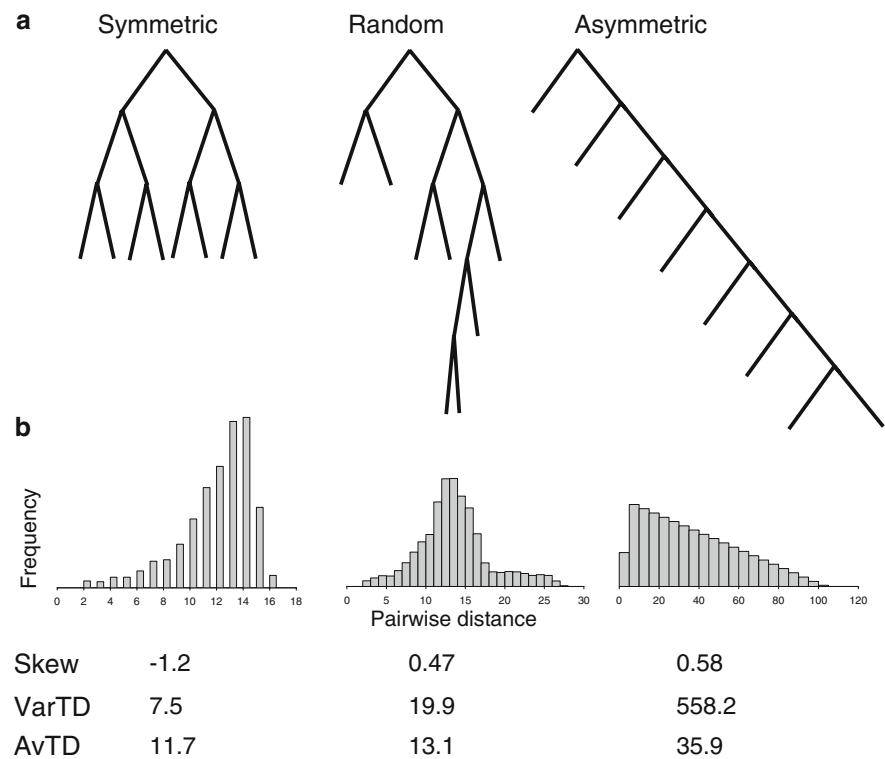 a
Symmetric Random Asymmetric
b
Frequency
0 2 4 6 8 10 12 14 16 18
0 5 10 15 20 25 30
0 20 40 60 80 100 120
Pairwise distance
Skew -1.2 0.47 0.58
VarTD 7.5 19.9 558.2
AvTD 11.7 13.1 35.9